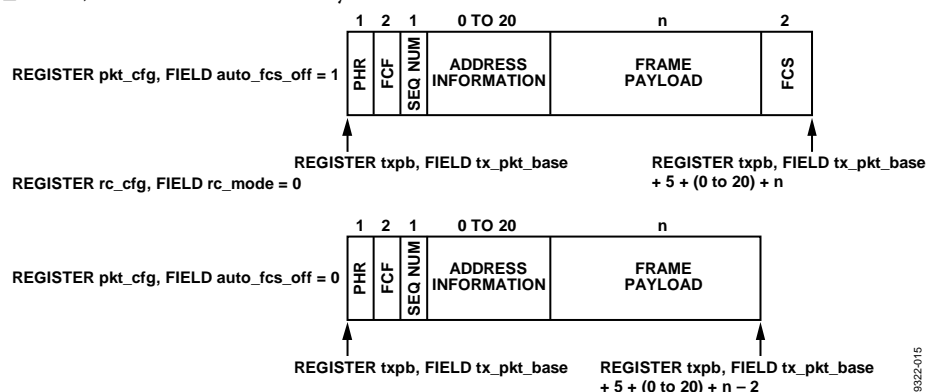 1 2 1 0 TO 20 n 2
REGISTER pkt_cfg, FIELD auto_fcs_off = 1
PHR
FCF
SEQ NUM
ADDRESS
INFORMATION
FRAME
PAYLOAD
FCS
REGISTER txpb, FIELD tx_pkt_base
REGISTER txpb, FIELD tx_pkt_base
+ 5 + (0 to 20) + n
REGISTER rc_cfg, FIELD rc_mode = 0
1 2 1 0 TO 20 n
REGISTER pkt_cfg, FIELD auto_fcs_off = 0
PHR
FCF
SEQ NUM
ADDRESS
INFORMATION
FRAME
PAYLOAD
REGISTER txpb, FIELD tx_pkt_base
REGISTER txpb, FIELD tx_pkt_base
+ 5 + (0 to 20) + n – 2
9322-015